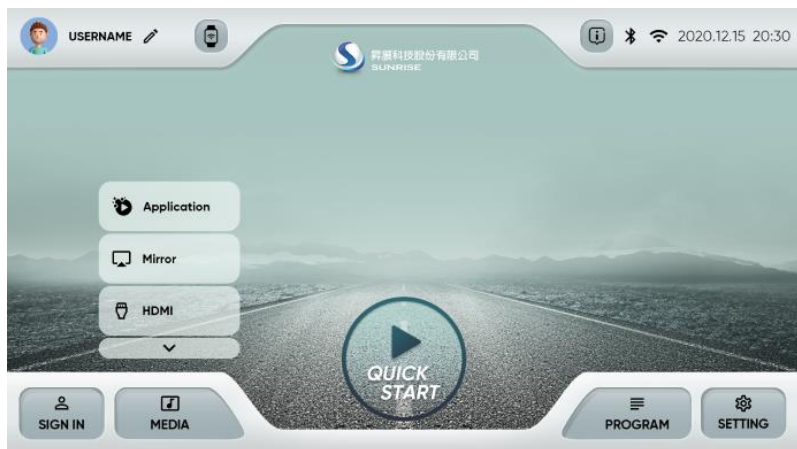 USERNAME
昇展科技股份有限公司
SUNRISE
2020.12.15 20:30
Application
Mirror
HDMI
QUICK
START
SIGN IN
MEDIA
PROGRAM
SETTING